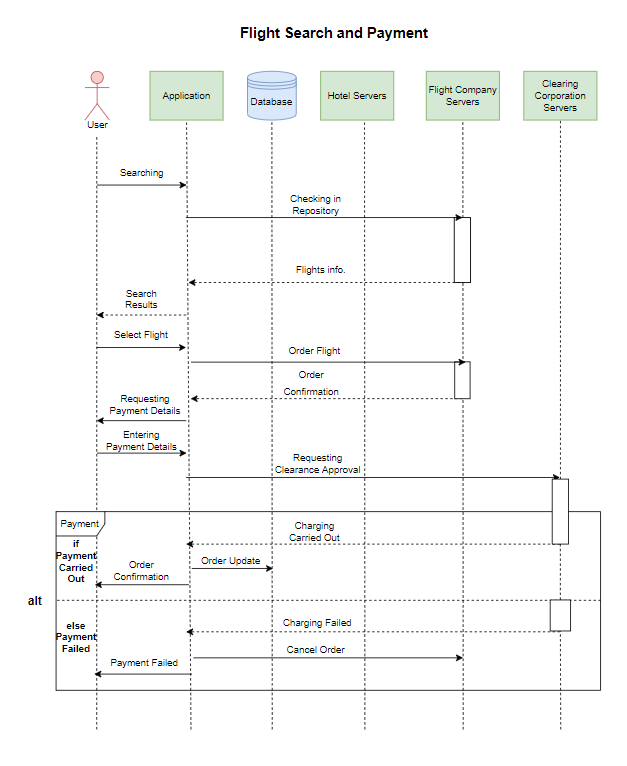 Flight Search and Payment
User
Application
Database
Hotel Servers
Flight Company
Servers
Clearing
Corporation
Servers
Searching
Checking in
Repository
Flights info.
Search
Results
Select Flight
Order Flight
Order
Confirmation
Requesting
Payment Details
Entering
Payment Details
Requesting
Clearance Approval
Payment
Charging
Carried Out
if
Payment
Carried
Out
Order Update
Order
Confirmation
alt
else
Payment
Failed
Charging Failed
Cancel Order
Payment Failed